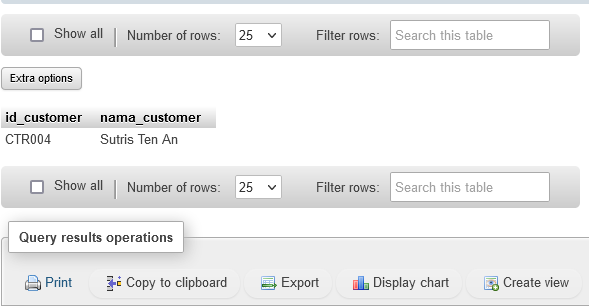 Show all Number of rows: 25 Filter rows: Search this table
Extra options
id_customer nama_customer
CTR004 Sutris Ten An
Show all Number of rows: 25 Filter rows: Search this table
Query results operations
Print Copy to clipboard Export Display chart Create view